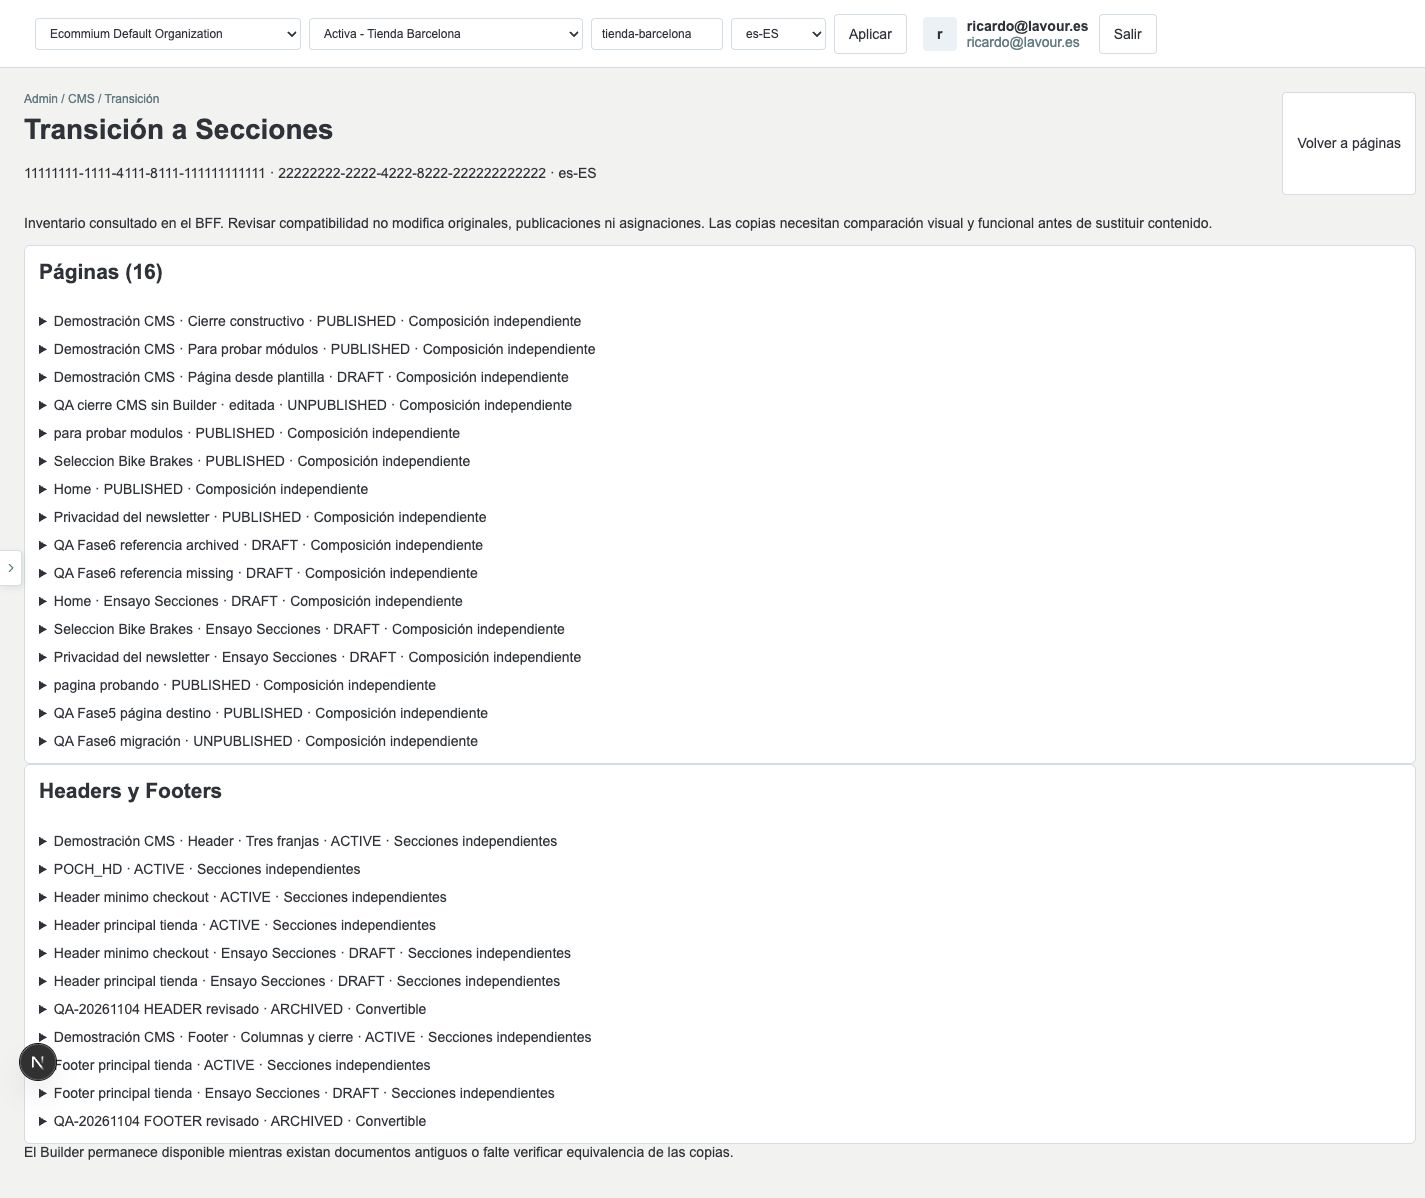 Ecommium Default Organization
Activa - Tienda Barcelona
tienda-barcelona
es-ES
Aplicar
r
ricardo@lavour.es
ricardo@lavour.es
Salir
Admin / CMS / Transición
Transición a Secciones
Volver a páginas
11111111-1111-4111-8111-111111111111 · 22222222-2222-4222-8222-222222222222 · es-ES
Inventario consultado en el BFF. Revisar compatibilidad no modifica originales, publicaciones ni asignaciones. Las copias necesitan comparación visual y funcional antes de sustituir contenido.
Páginas (16)
Demostración CMS · Cierre constructivo · PUBLISHED · Composición independiente
Demostración CMS · Para probar módulos · PUBLISHED · Composición independiente
Demostración CMS · Página desde plantilla · DRAFT · Composición independiente
QA cierre CMS sin Builder · editada · UNPUBLISHED · Composición independiente
para probar modulos · PUBLISHED · Composición independiente
Seleccion Bike Brakes · PUBLISHED · Composición independiente
Home · PUBLISHED · Composición independiente
Privacidad del newsletter · PUBLISHED · Composición independiente
QA Fase6 referencia archived · DRAFT · Composición independiente
QA Fase6 referencia missing · DRAFT · Composición independiente
Home · Ensayo Secciones · DRAFT · Composición independiente
Seleccion Bike Brakes · Ensayo Secciones · DRAFT · Composición independiente
Privacidad del newsletter · Ensayo Secciones · DRAFT · Composición independiente
pagina probando · PUBLISHED · Composición independiente
QA Fase5 página destino · PUBLISHED · Composición independiente
QA Fase6 migración · UNPUBLISHED · Composición independiente
Headers y Footers
Demostración CMS · Header · Tres franjas · ACTIVE · Secciones independientes
POCH_HD · ACTIVE · Secciones independientes
Header minimo checkout · ACTIVE · Secciones independientes
Header principal tienda · ACTIVE · Secciones independientes
Header minimo checkout · Ensayo Secciones · DRAFT · Secciones independientes
Header principal tienda · Ensayo Secciones · DRAFT · Secciones independientes
QA-20261104 HEADER revisado · ARCHIVED · Convertible
Demostración CMS · Footer · Columnas y cierre · ACTIVE · Secciones independientes
N
Footer principal tienda · ACTIVE · Secciones independientes
Footer principal tienda · Ensayo Secciones · DRAFT · Secciones independientes
QA-20261104 FOOTER revisado · ARCHIVED · Convertible
El Builder permanece disponible mientras existan documentos antiguos o falte verificar equivalencia de las copias.